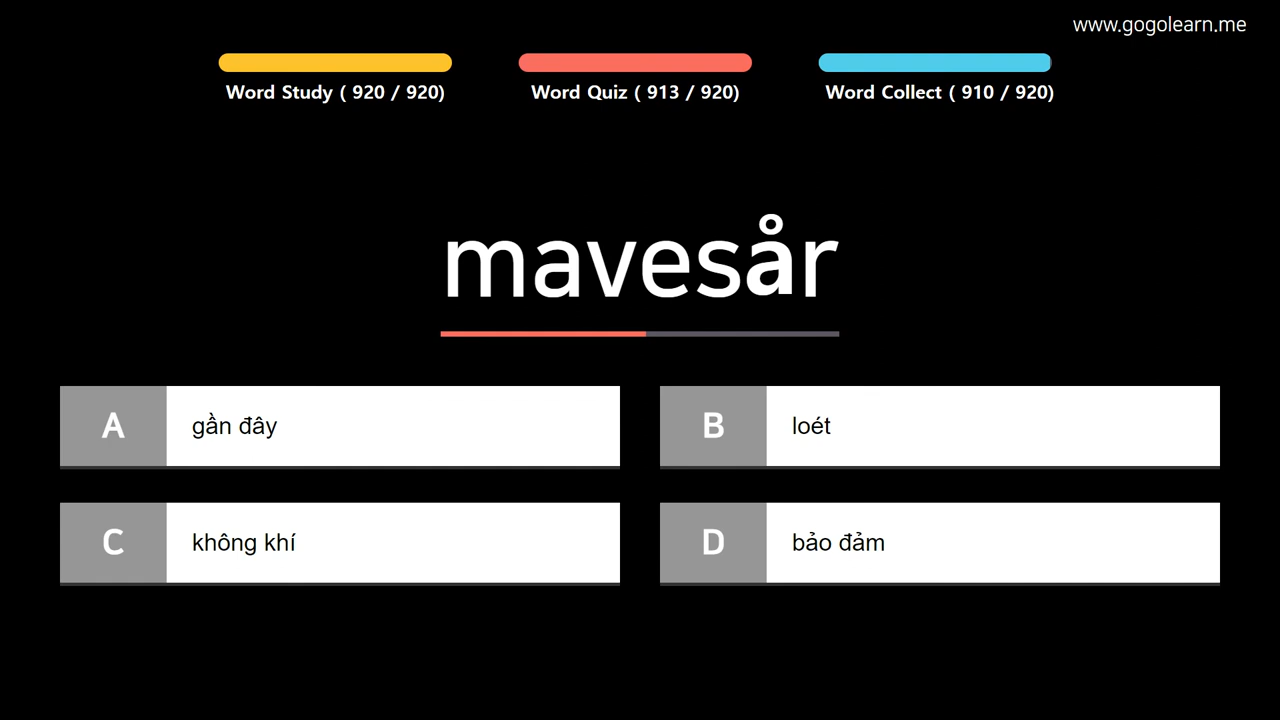 www.gogolearn.me
Word Study ( 920 / 920)
Word Quiz ( 913 / 920)
Word Collect ( 910 / 920)
mavesår
A gần đây
B loét
C không khí
D bảo đảm